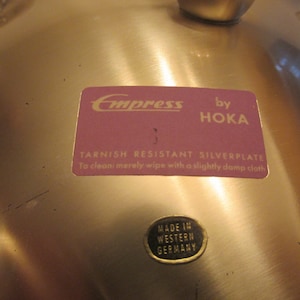 Empress by
HOKA
TARNISH RESISTANT SILVERPLATE
To clean: merely wipe with a slightly damp cloth
MADE IN
WESTERN
GERMANY